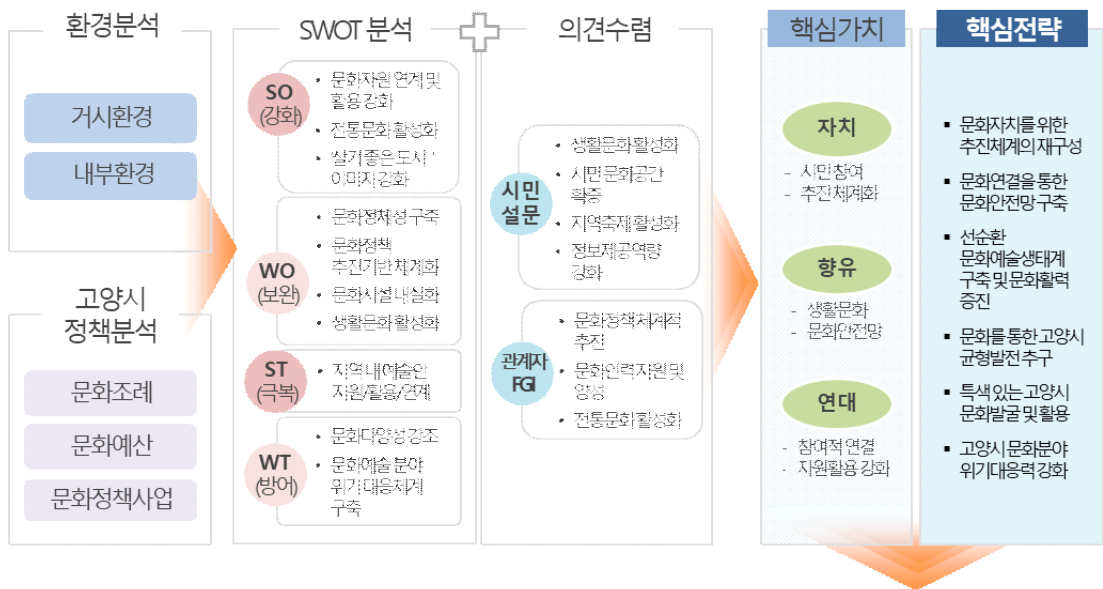 환경분석
거시환경
내부환경
고양시
정책분석
문화조례
문화예산
문화정책사업
SWOT 분석
SO
(강화)
• 문화자원 연계 및
활용 강화
• 전통문화 활성화
• '살기 좋은 도시'
이미지 강화
WO
(보완)
• 문화정체성 구축
• 문화정책
추진기반 체계화
• 문화시설 내실화
• 생활문화 활성화
ST
(극복)
• 지역 내 예술인
지원/활용/연계
WT
(방어)
• 문화다양성 강조
• 문화예술 분야
위기 대응체계
구축
의견수렴
시민
설문
• 생활문화 활성화
• 시민 문화공간
확충
• 지역축제 활성화
• 정보제공 역량
강화
관계자
FGI
• 문화정책 체계적
추진
• 문화인력 지원 및
양성
• 전통문화 활성화
핵심가치
자치
- 시민 참여
- 추진 체계화
향유
- 생활문화
- 문화안전망
연대
- 참여적 연결
- 자원활용 강화
핵심전략
▪ 문화자치를 위한
추진체계의 재구성
▪ 문화연결을 통한
문화안전망 구축
▪ 선순환
문화예술생태계
구축 및 문화활력
증진
▪ 문화를 통한 고양시
균형발전 추구
▪ 특색 있는 고양시
문화발굴 및 활용
▪ 고양시 문화분야
위기대응력 강화